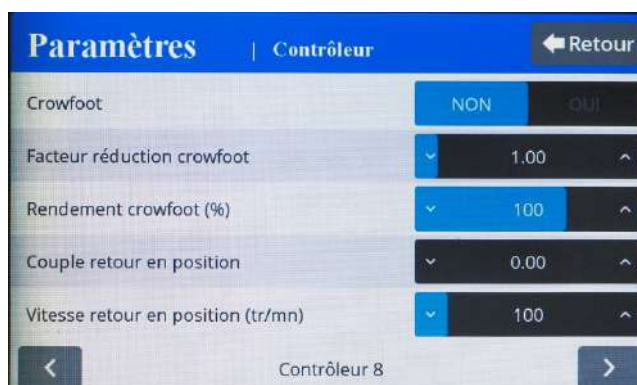 Paramètres | Contrôleur Retour
Crowfoot NON OUI
Facteur réduction crowfoot 1.00
Rendement crowfoot (%) 100
Couple retour en position 0.00
Vitesse retour en position (tr/mn) 100
Contrôleur 8